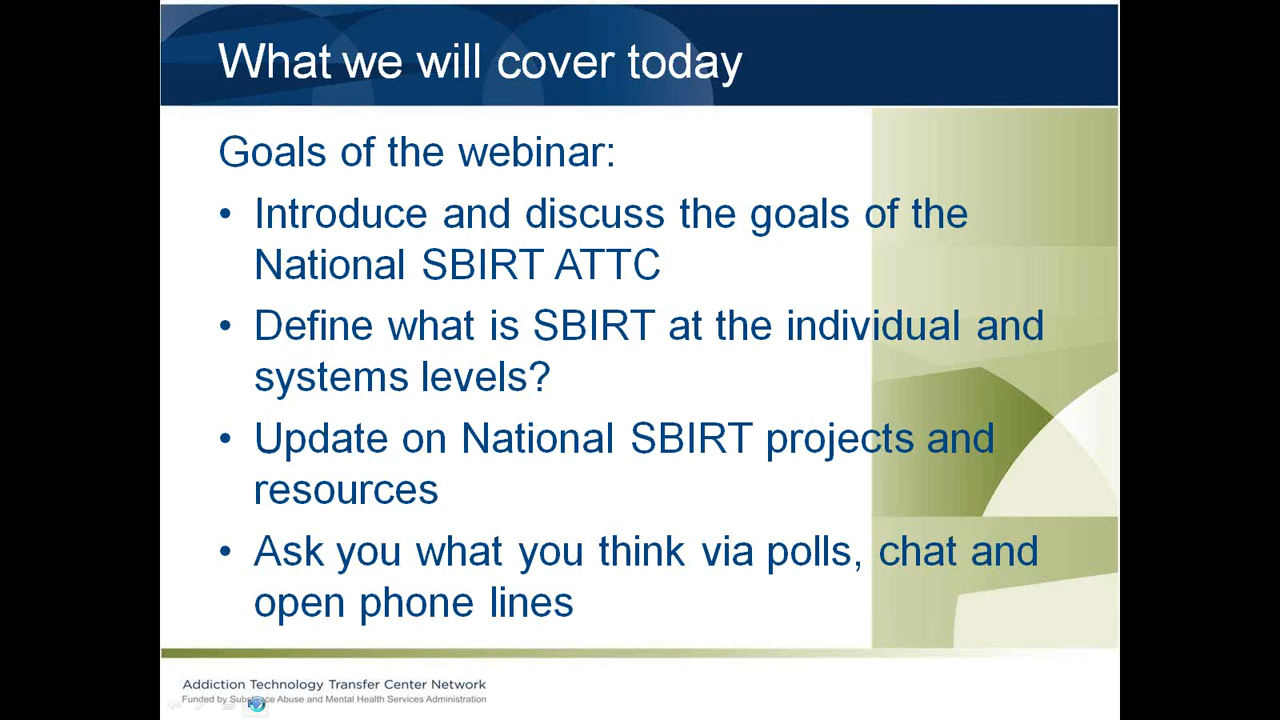 What we will cover today
Goals of the webinar:
• Introduce and discuss the goals of the
National SBIRT ATTC
• Define what is SBIRT at the individual and
systems levels?
• Update on National SBIRT projects and
resources
• Ask you what you think via polls, chat and
open phone lines
Addiction Technology Transfer Center Network
Funded by Substance Abuse and Mental Health Services Administration